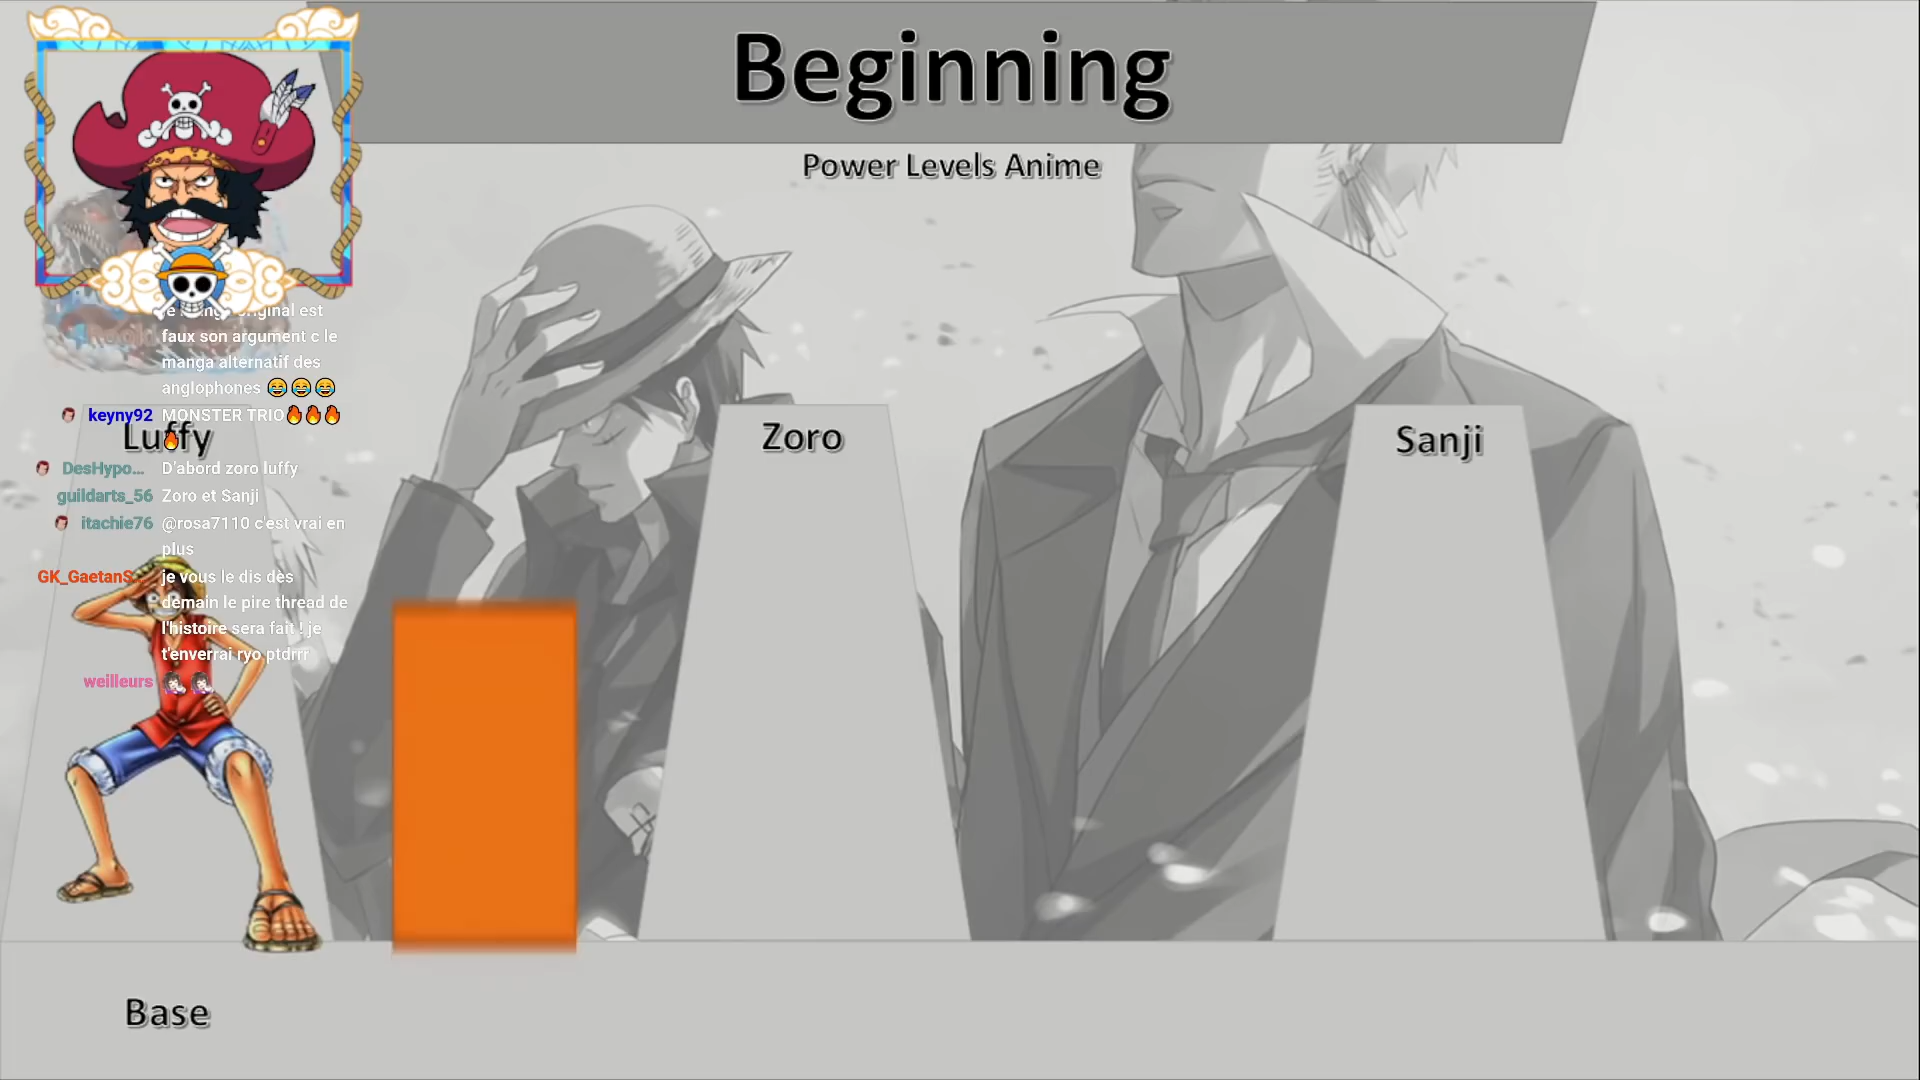 Beginning
Power Levels Anime
original est
faux son argument c le
manga alternatif des
anglophones 😂😂😂
keyny92 MONSTER TRIO🔥🔥🔥
🔥
Luffy
Zoro
Sanji
DesHypo... D'abord zoro luffy
guildarts_56 Zoro et Sanji
itachie76 @rosa7110 c'est vrai en
plus
GK_GaetanS... je vous le dis dès
demain le pire thread de
l'histoire sera fait ! je
t'enverrai ryo ptdrrr
weilleurs
Base